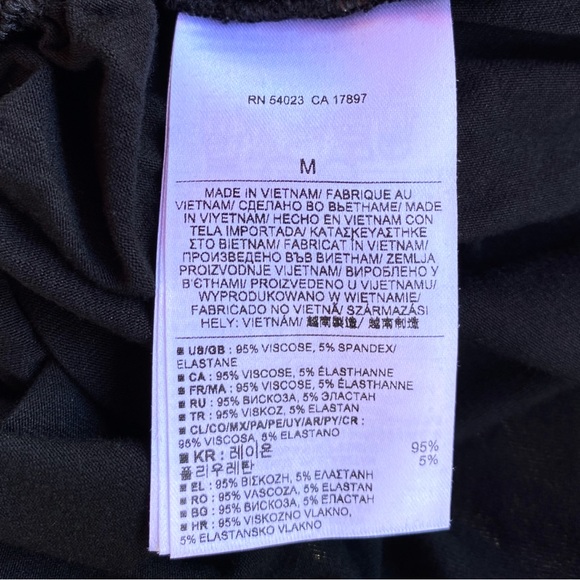 RN 54023 CA 17897
M
MADE IN VIETNAM/ FABRIQUE AU
VIETNAM/ СДЕЛАНО ВО ВЬЕТНАМЕ/ MADE
IN VIYETNAM/ HECHO EN VIETNAM CON
TELA IMPORTADA/ ΚΑΤΑΣΚΕΥΑΣΤΗΚΕ
ΣΤΟ ΒΙΕΤΝΑΜ/ FABRICAT IN VIETNAM/
ПРОИЗВЕДЕНО ВЪВ ВИЕТНАМ/ ZEMLJA
PROIZVODNJE VIJETNAM/ ВИРОБЛЕНО У
В'ЄТНАМІ/ PROIZVEDENO U VIJETNAMU/
WYPRODUKOWANO W WIETNAMIE/
FABRICADO NO VIETNÃ/ SZÁRMAZÁSI
HELY: VIETNÁM/ 越南製造/ 越南制造
US/GB : 95% VISCOSE, 5% SPANDEX/
ELASTANE
CA : 95% VISCOSE, 5% ÉLASTHANNE
FR/MA : 95% VISCOSE, 5% ÉLASTHANNE
RU : 95% ВИСКОЗА, 5% ЭЛАСТАН
TR : 95% VİSKOZ, 5% ELASTAN
CL/CO/MX/PA/PE/UY/AR/PY/CR :
95% VISCOSA, 5% ELASTANO
KR : 레이온 95%
폴리우레탄 5%
EL : 95% ΒΙΣΚΟΖΗ, 5% ΕΛΑΣΤΑΝΗ
RO : 95% VASCOZA, 5% ELASTAN
BG : 95% ВИСКОЗА, 5% ЕЛАСТАН
HR : 95% VISKOZNO VLAKNO,
5% ELASTANSKO VLAKNO